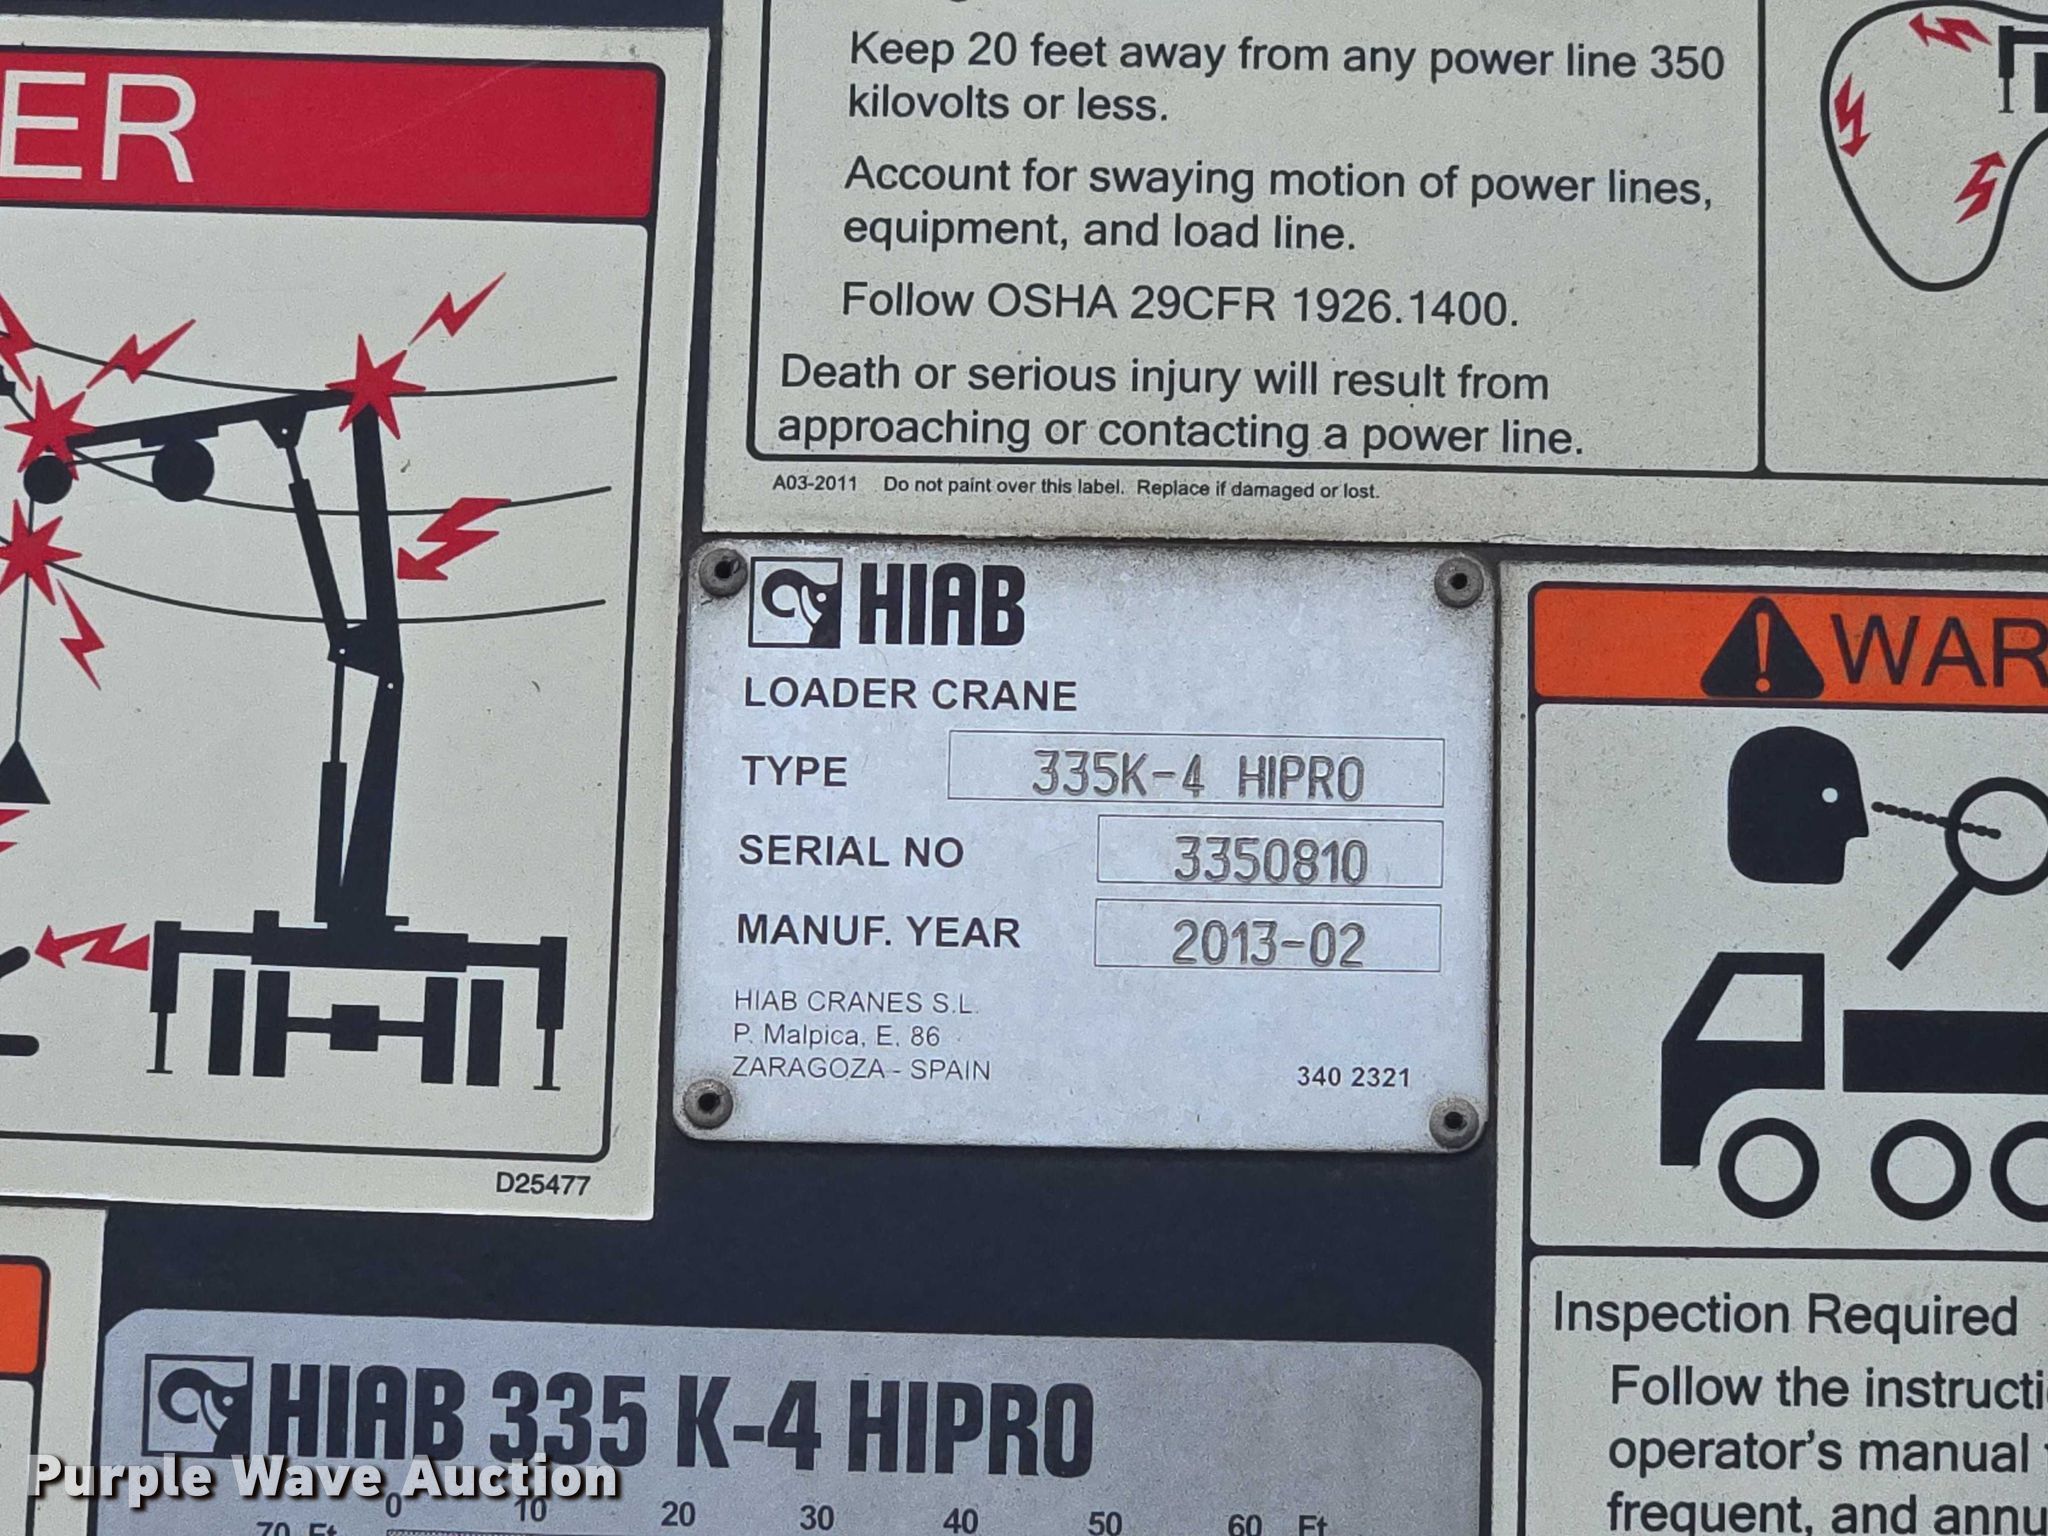 ER
D25477
Keep 20 feet away from any power line 350
kilovolts or less.
Account for swaying motion of power lines,
equipment, and load line.
Follow OSHA 29CFR 1926.1400.
Death or serious injury will result from
approaching or contacting a power line.
A03-2011 Do not paint over this label. Replace if damaged or lost.
HIAB
LOADER CRANE
TYPE 335K-4 HIPRO
SERIAL NO 3350810
MANUF. YEAR 2013-02
HIAB CRANES S.L.
P. Malpica, E. 86
ZARAGOZA - SPAIN
340 2321
WAR
Inspection Required
Follow the instructi
operator's manual
frequent, and annu
HIAB 335 K-4 HIPRO
0 10 20 30 40 50 60 Ft
70 Ft
Purple Wave Auction